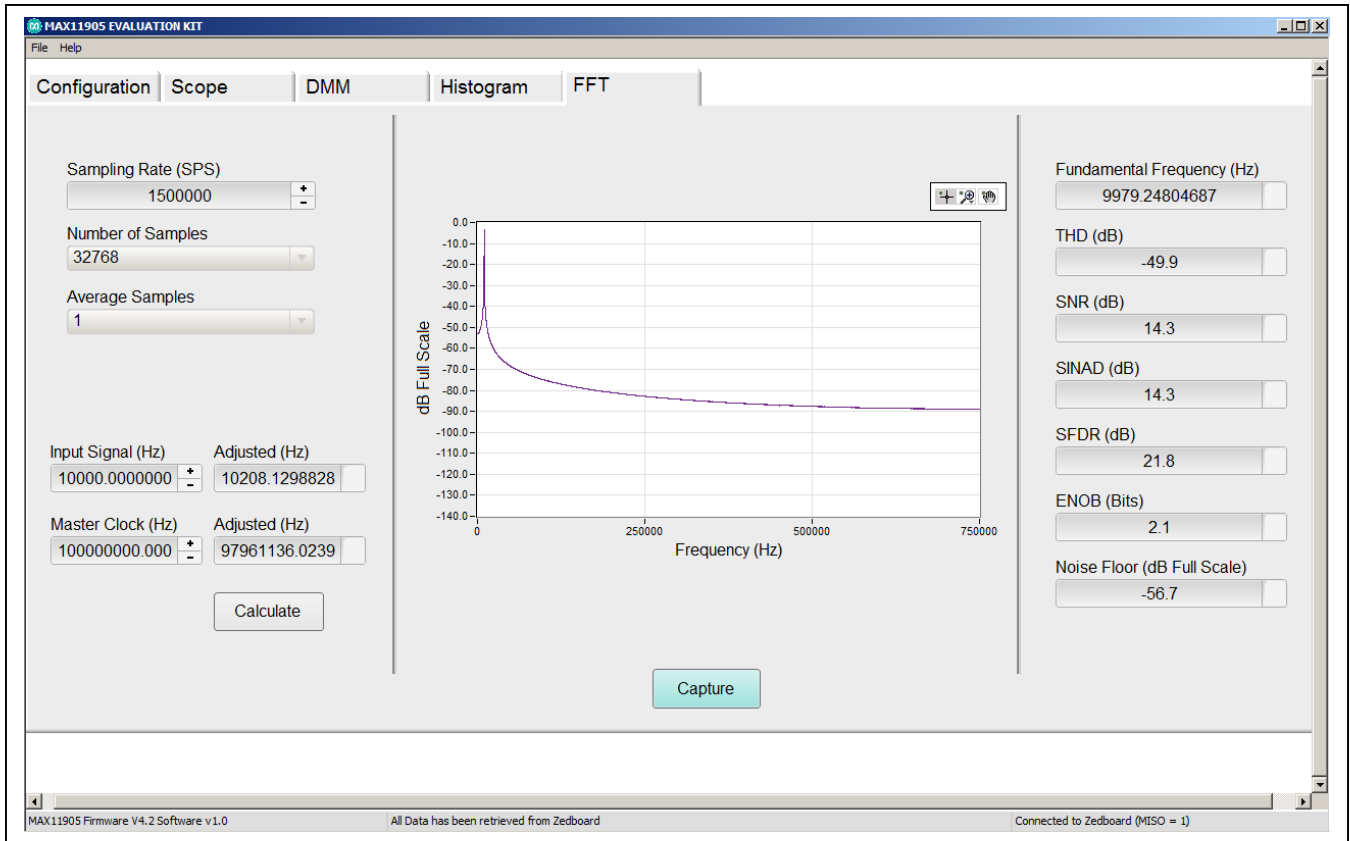 MAX11905 EVALUATION KIT
File Help
Configuration Scope DMM Histogram FFT
Sampling Rate (SPS)
1500000
Number of Samples
32768
Average Samples
1
Input Signal (Hz) Adjusted (Hz)
10000.0000000 10208.1298828
Master Clock (Hz) Adjusted (Hz)
100000000.000 97961136.0239
Calculate
dB Full Scale
0.0
-10.0
-20.0
-30.0
-40.0
-50.0
-60.0
-70.0
-80.0
-90.0
-100.0
-110.0
-120.0
-130.0
-140.0
0 250000 500000 750000
Frequency (Hz)
Capture
Fundamental Frequency (Hz)
9979.24804687
THD (dB)
-49.9
SNR (dB)
14.3
SINAD (dB)
14.3
SFDR (dB)
21.8
ENOB (Bits)
2.1
Noise Floor (dB Full Scale)
-56.7
MAX11905 Firmware V4.2 Software v1.0 All Data has been retrieved from Zedboard Connected to Zedboard (MISO = 1)